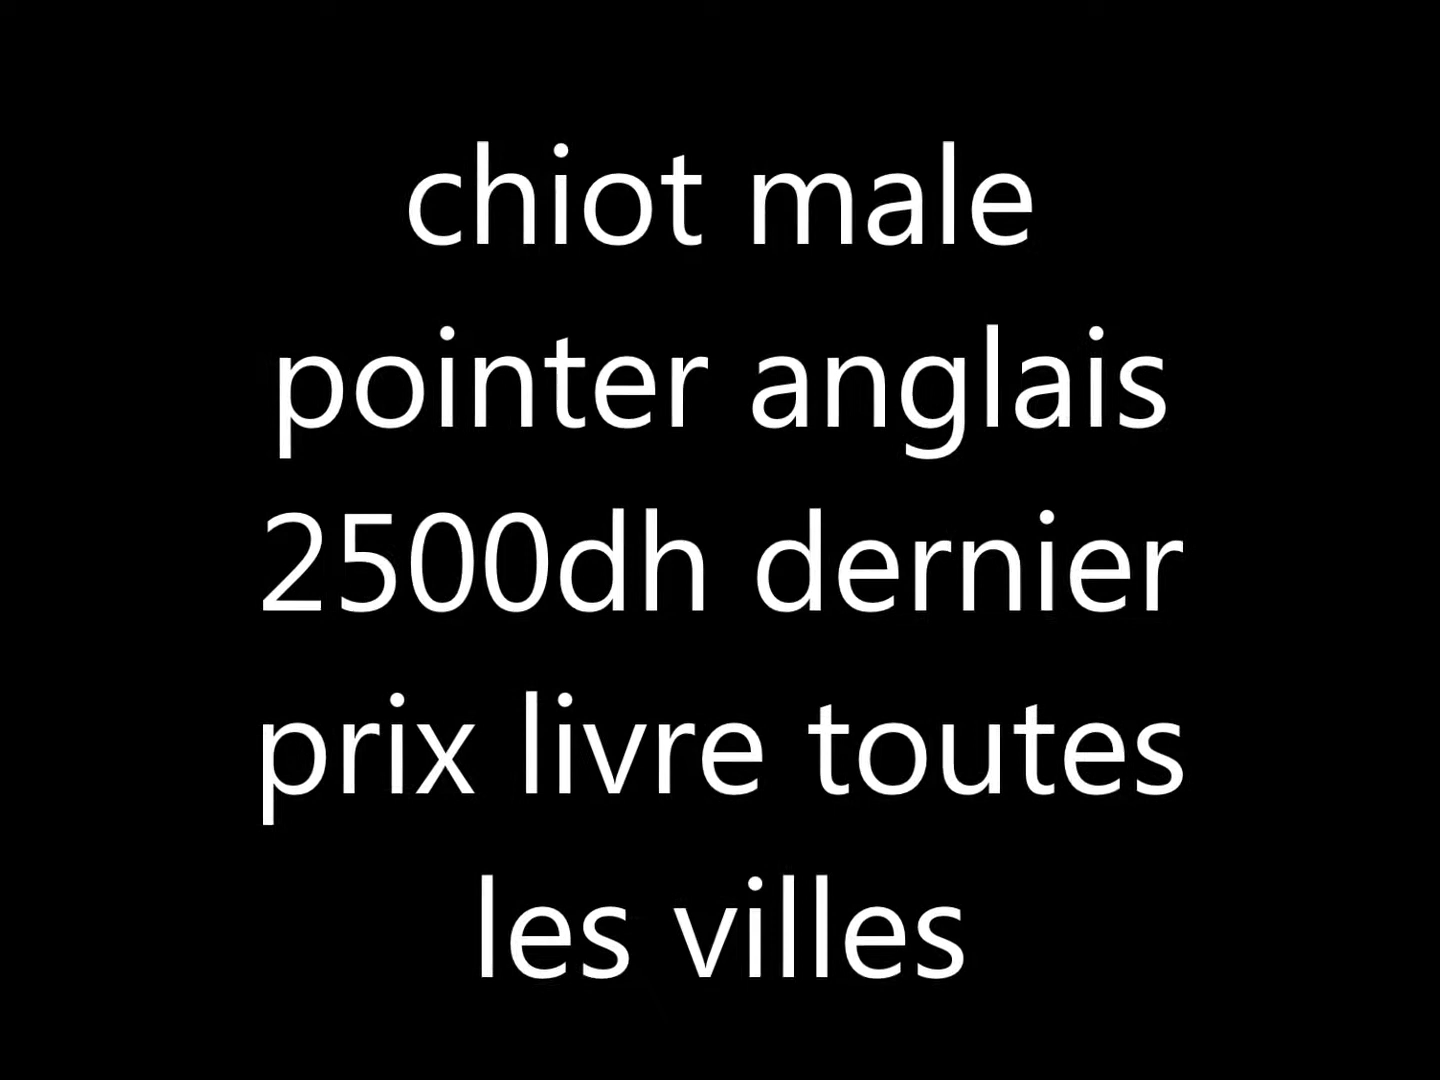 chiot male
pointer anglais
2500dh dernier
prix livre toutes
les villes